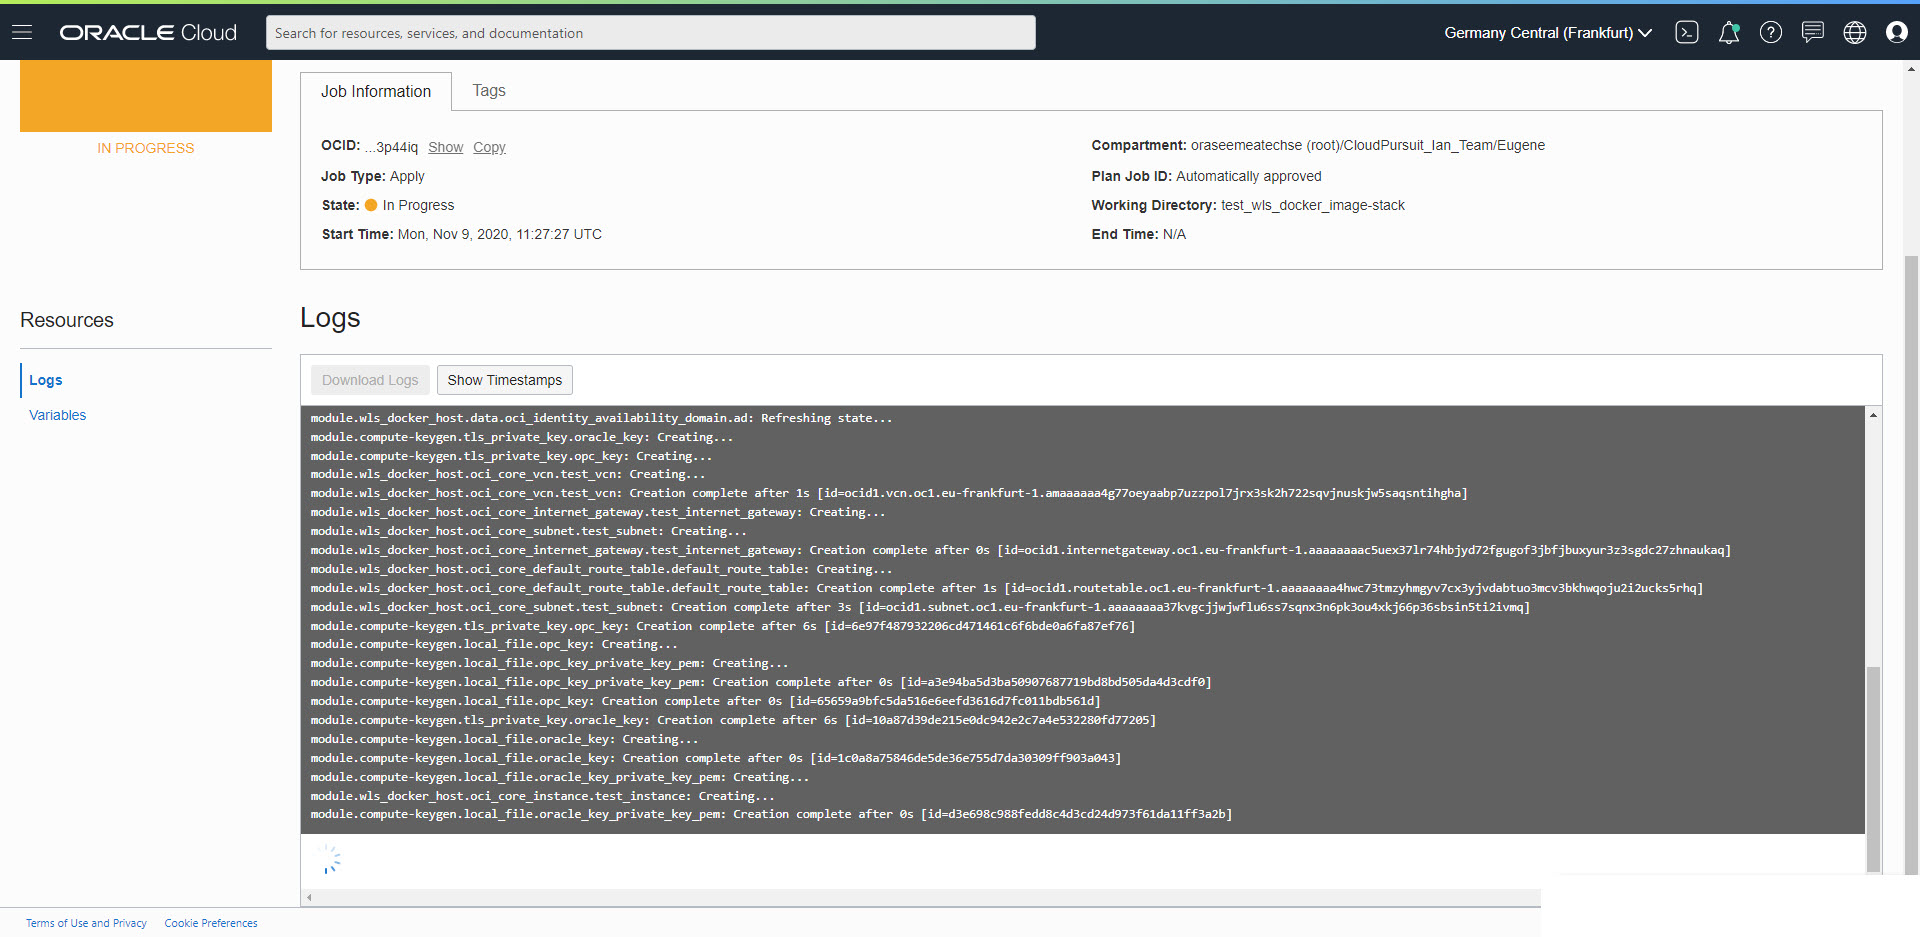 ORACLE Cloud
Search for resources, services, and documentation
Germany Central (Frankfurt)
IN PROGRESS
Job Information
Tags
OCID: ...3p44iq Show Copy
Job Type: Apply
State: In Progress
Start Time: Mon, Nov 9, 2020, 11:27:27 UTC
Compartment: oraseemeatechse (root)/CloudPursuit_Ian_Team/Eugene
Plan Job ID: Automatically approved
Working Directory: test_wls_docker_image-stack
End Time: N/A
Resources
Logs
Variables
Logs
Download Logs
Show Timestamps
module.wls_docker_host.data.oci_identity_availability_domain.ad: Refreshing state...
module.compute-keygen.tls_private_key.oracle_key: Creating...
module.compute-keygen.tls_private_key.opc_key: Creating...
module.wls_docker_host.oci_core_vcn.test_vcn: Creating...
module.wls_docker_host.oci_core_vcn.test_vcn: Creation complete after 1s [id=ocid1.vcn.oc1.eu-frankfurt-1.amaaaaaa4g77oeyaabp7uzzpol7jrx3sk2h722sqvjnuskjw5saqsntihgha]
module.wls_docker_host.oci_core_internet_gateway.test_internet_gateway: Creating...
module.wls_docker_host.oci_core_subnet.test_subnet: Creating...
module.wls_docker_host.oci_core_internet_gateway.test_internet_gateway: Creation complete after 0s [id=ocid1.internetgateway.oc1.eu-frankfurt-1.aaaaaaaac5uex37lr74hbjyd72fgugof3jbfjbuxyur3z3sgdc27zhnaukaq]
module.wls_docker_host.oci_core_default_route_table.default_route_table: Creating...
module.wls_docker_host.oci_core_default_route_table.default_route_table: Creation complete after 1s [id=ocid1.routetable.oc1.eu-frankfurt-1.aaaaaaaa4hwc73tmzyhmgyv7cx3yjvdabtuo3mcv3bkhwqoju2i2ucks5rhq]
module.wls_docker_host.oci_core_subnet.test_subnet: Creation complete after 3s [id=ocid1.subnet.oc1.eu-frankfurt-1.aaaaaaaa37kvgcjjwjwflu6ss7sqnx3n6pk3ou4xkj66p36sbsin5ti2ivmq]
module.compute-keygen.tls_private_key.opc_key: Creation complete after 6s [id=6e97f487932206cd471461c6f6bde0a6fa87ef76]
module.compute-keygen.local_file.opc_key: Creating...
module.compute-keygen.local_file.opc_key_private_key_pem: Creating...
module.compute-keygen.local_file.opc_key_private_key_pem: Creation complete after 0s [id=a3e94ba5d3ba50907687719bd8bd505da4d3cdf0]
module.compute-keygen.local_file.opc_key: Creation complete after 0s [id=65659a9bfc5da516e6eefd3616d7fc011bdb561d]
module.compute-keygen.tls_private_key.oracle_key: Creation complete after 6s [id=10a87d39de215e0dc942e2c7a4e532280fd77205]
module.compute-keygen.local_file.oracle_key: Creating...
module.compute-keygen.local_file.oracle_key: Creation complete after 0s [id=1c0a8a75846de5de36e755d7da30309ff903a043]
module.compute-keygen.local_file.oracle_key_private_key_pem: Creating...
module.wls_docker_host.oci_core_instance.test_instance: Creating...
module.compute-keygen.local_file.oracle_key_private_key_pem: Creation complete after 0s [id=d3e698c988fedd8c4d3cd24d973f61da11ff3a2b]
Terms of Use and Privacy
Cookie Preferences